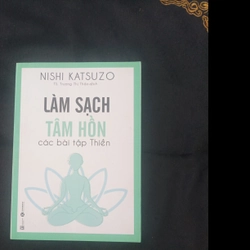 NISHI KATSUZO
LÀM SẠCH
TÂM HỒN
các bài tập Thiền